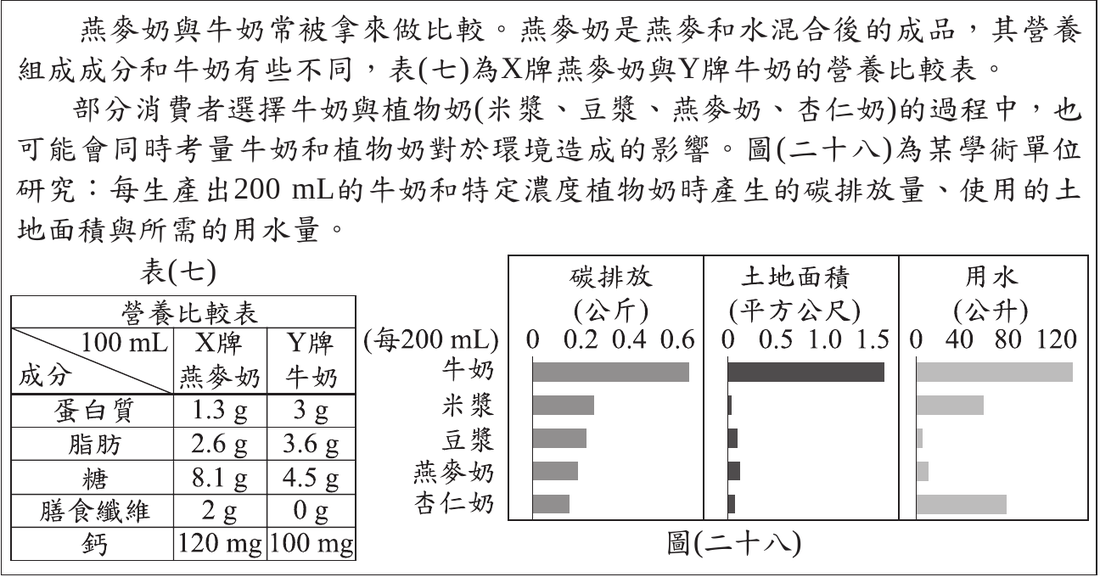 燕麥奶與牛奶常被拿來做比較。燕麥奶是燕麥和水混合後的成品，其營養
組成成分和牛奶有些不同，表(七)為X牌燕麥奶與Y牌牛奶的營養比較表。
部分消費者選擇牛奶與植物奶(米漿、豆漿、燕麥奶、杏仁奶)的過程中，也
可能會同時考量牛奶和植物奶對於環境造成的影響。圖(二十八)為某學術單位
研究：每生產出200 mL的牛奶和特定濃度植物奶時產生的碳排放量、使用的土
地面積與所需的用水量。
表(七)
營養比較表
100 mL
成分
X牌
燕麥奶
Y牌
牛奶
蛋白質 1.3 g 3 g
脂肪 2.6 g 3.6 g
糖 8.1 g 4.5 g
膳食纖維 2 g 0 g
鈣 120 mg 100 mg
碳排放 土地面積 用水
(公斤) (平方公尺) (公升)
(每200 mL) 0 0.2 0.4 0.6 0 0.5 1.0 1.5 0 40 80 120
牛奶
米漿
豆漿
燕麥奶
杏仁奶
圖(二十八)